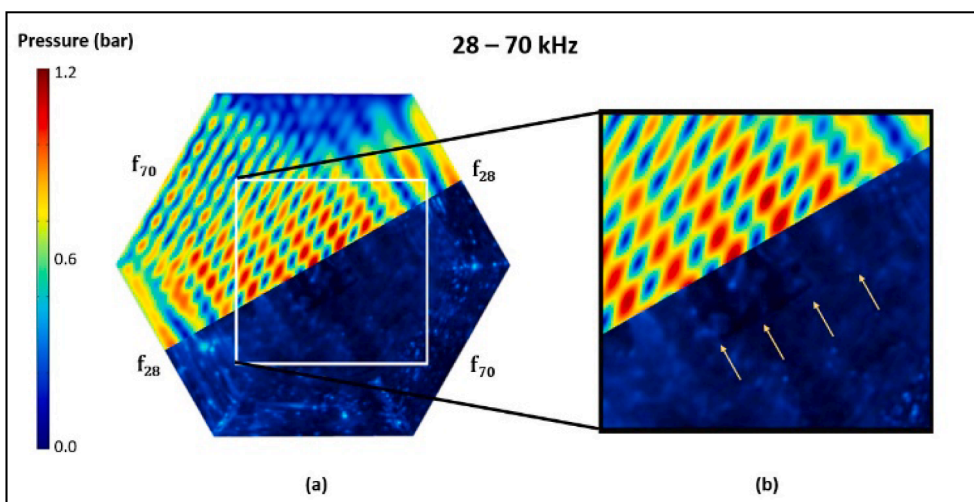 Pressure (bar)
28 – 70 kHz
1.2
0.6
0.0
f70
f28
f28
f70
(a)
(b)